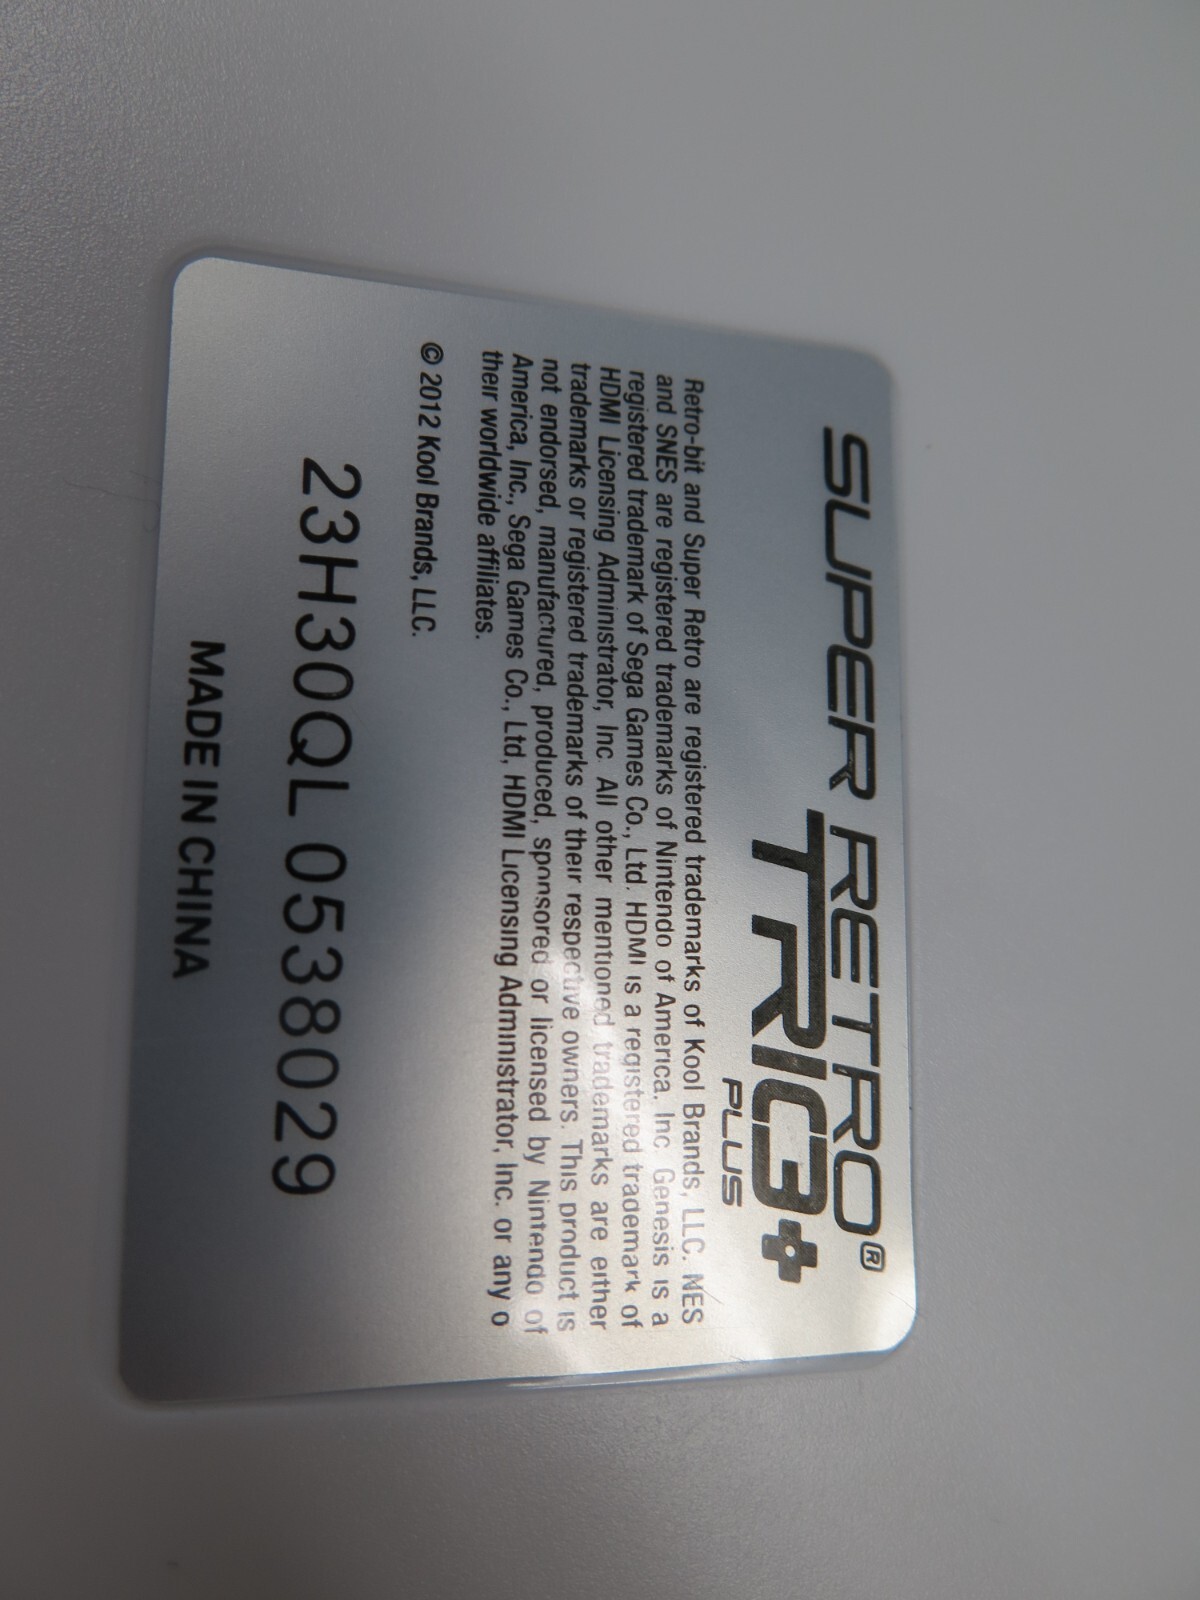 SUPER RETRO®
TRIO3+
PLUS
Retro-bit and Super Retro are registered trademarks of Kool Brands, LLC. NES
and SNES are registered trademarks of Nintendo of America, Inc. Genesis is a
registered trademark of Sega Games Co., Ltd. HDMI is a registered trademark of
HDMI Licensing Administrator, Inc. All other mentioned trademarks are either
trademarks or registered trademarks of their respective owners. This product is
not endorsed, manufactured, produced, sponsored or licensed by Nintendo of
America, Inc., Sega Games Co., Ltd, HDMI Licensing Administrator, Inc. or any o
their worldwide affiliates.
© 2012 Kool Brands, LLC.
23H30QL 0538029
MADE IN CHINA